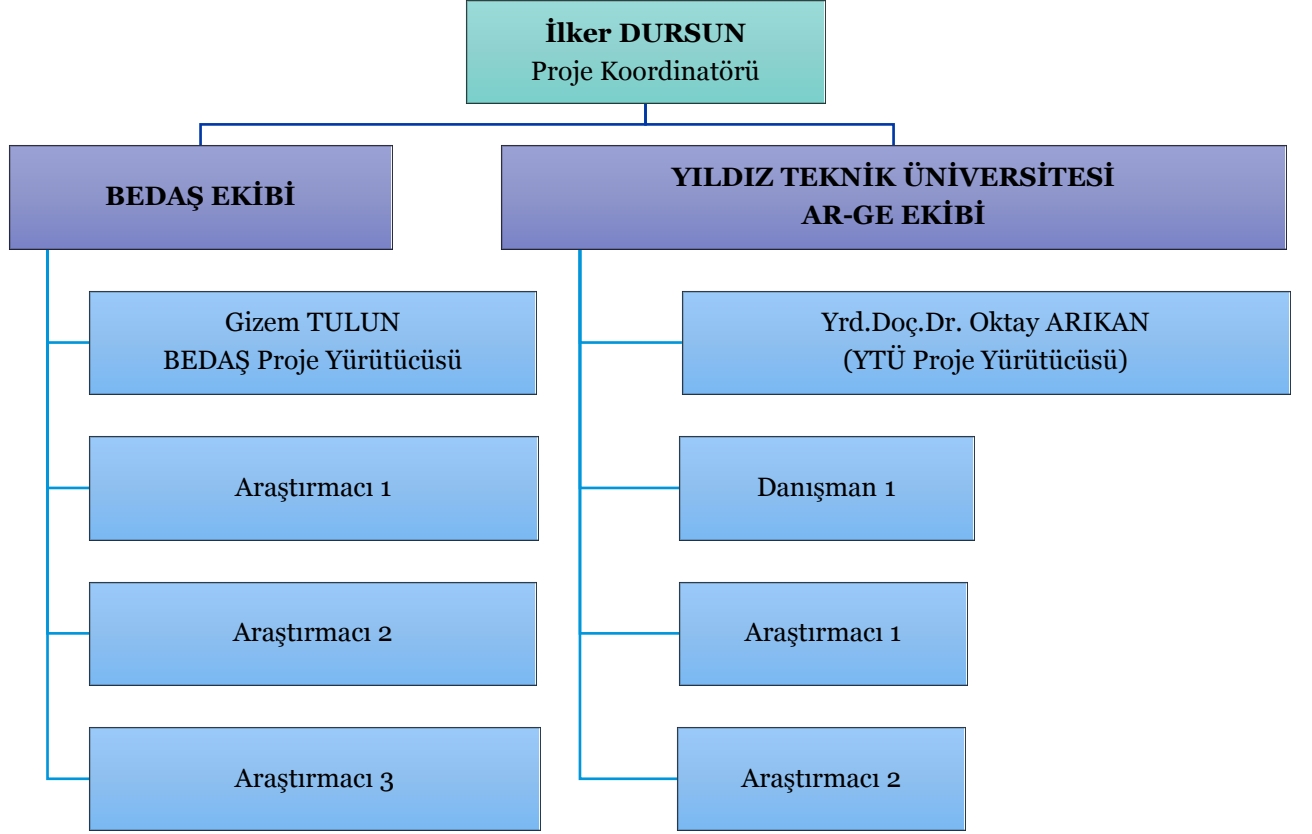 İlker DURSUN
Proje Koordinatörü
BEDAŞ EKİBİ
Gizem TULUN
BEDAŞ Proje Yürütücüsü
Araştırmacı 1
Araştırmacı 2
Araştırmacı 3
YILDIZ TEKNİK ÜNİVERSİTESİ
AR-GE EKİBİ
Yrd.Doç.Dr. Oktay ARIKAN
(YTÜ Proje Yürütücüsü)
Danışman 1
Araştırmacı 1
Araştırmacı 2